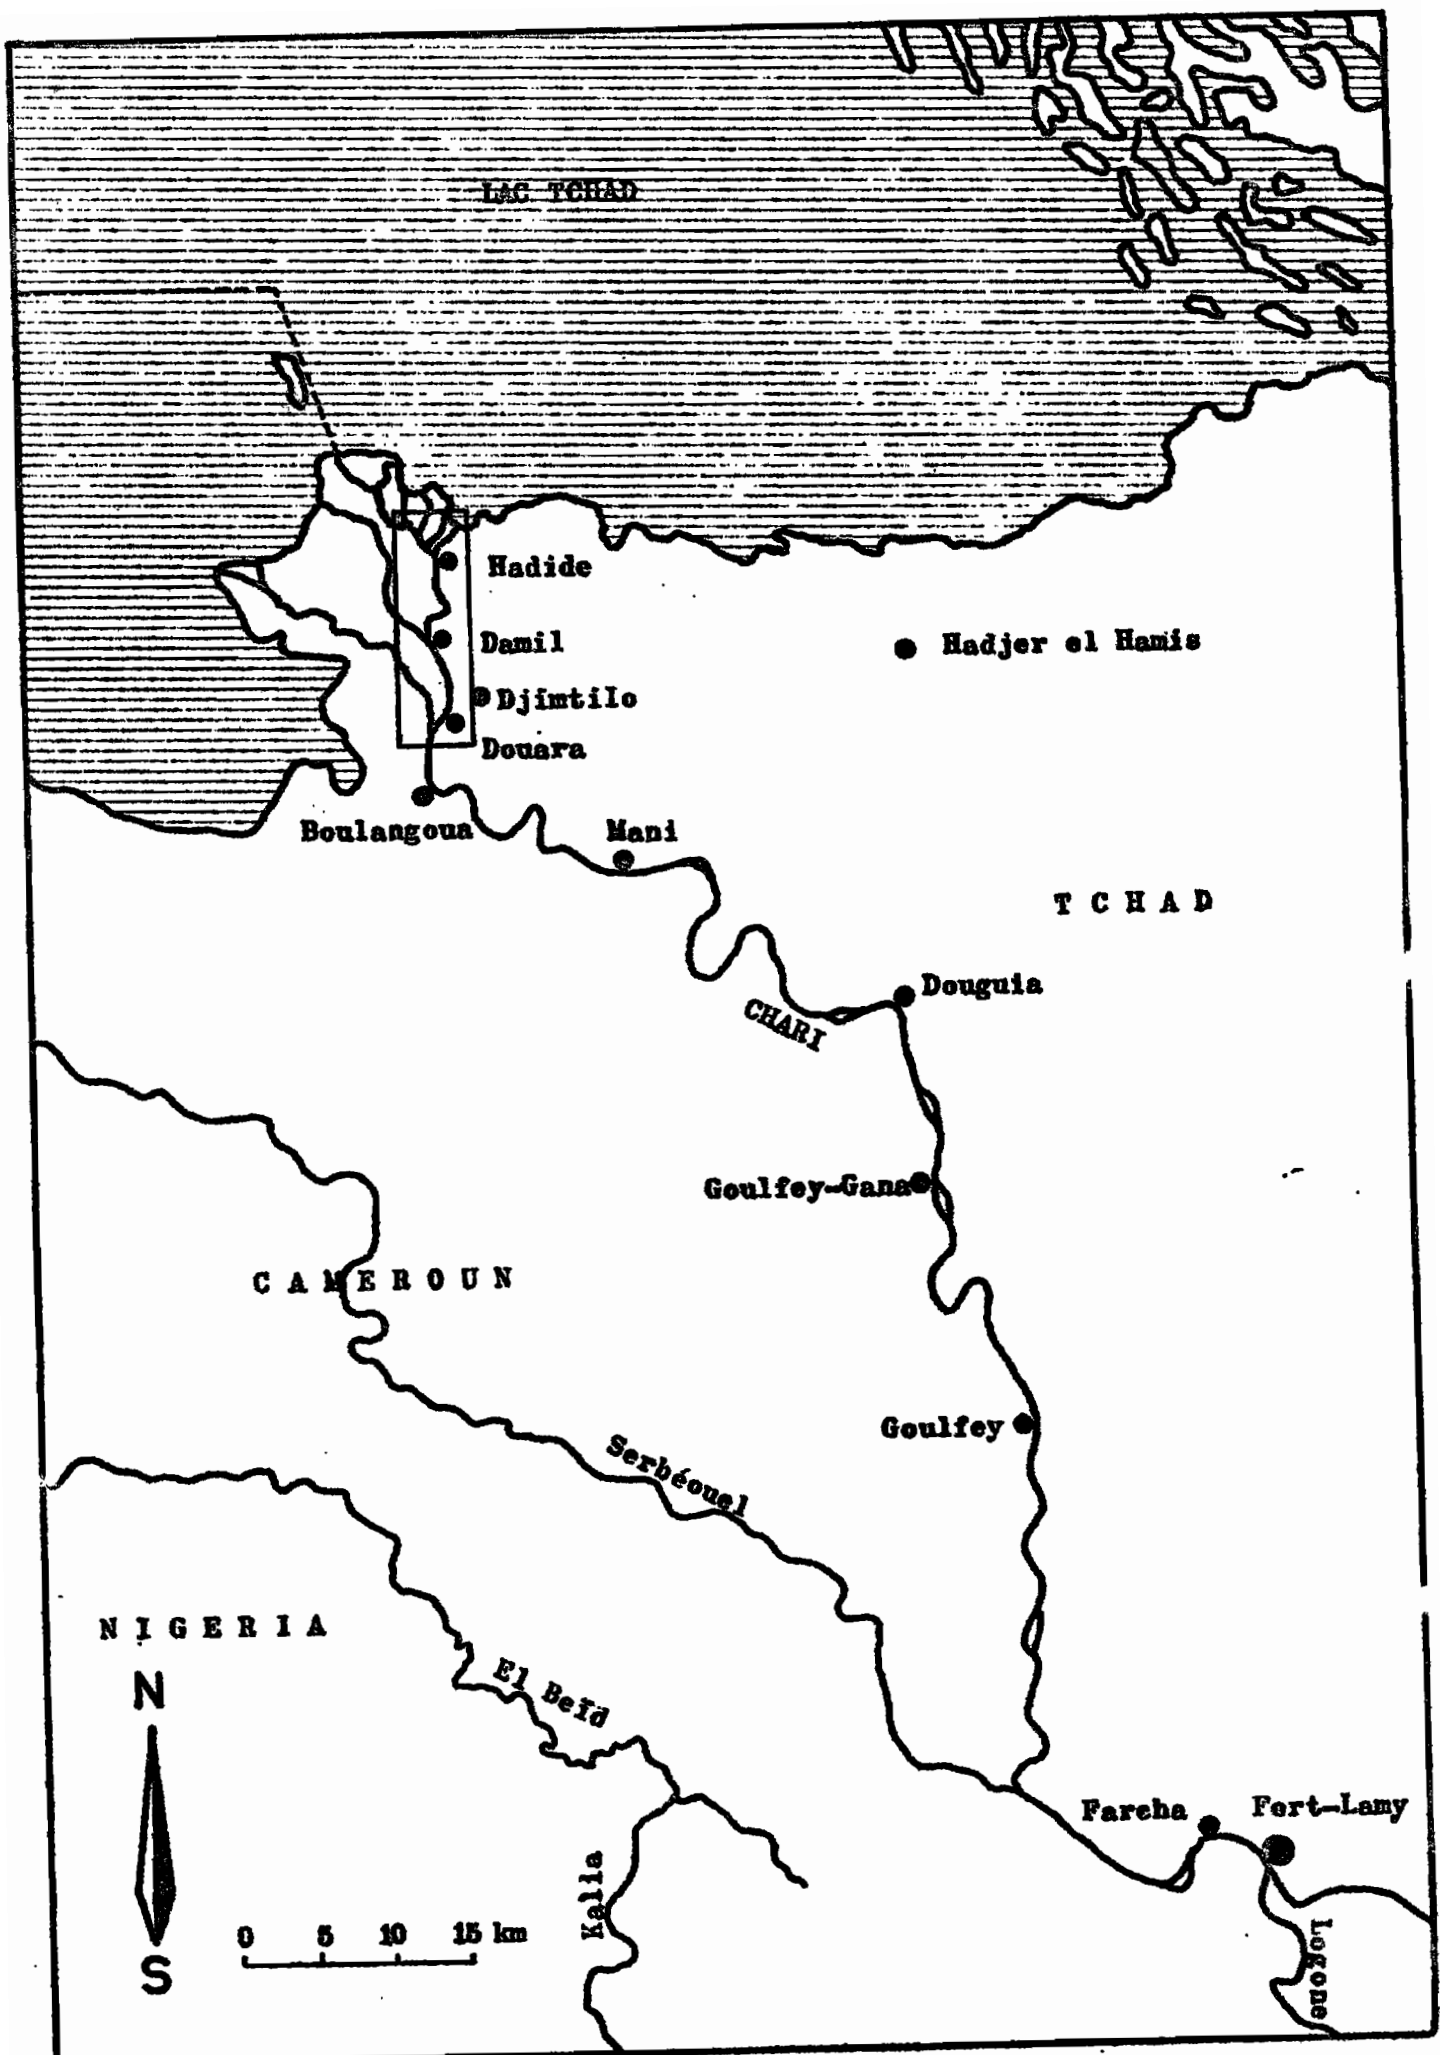 LAC TCHAD
Hadide
Damil
Hadjer el Hamis
Djimtilo
Douara
Boulangoua
Mani
TCHAD
Douguia
CHARI
Goulfey-Gana
CAMEROUN
Goulfey
Serbéouel
NIGERIA
El Beïd
N
Fareha
Fort-Lamy
Kalia
0 5 10 15 km
Logone
S